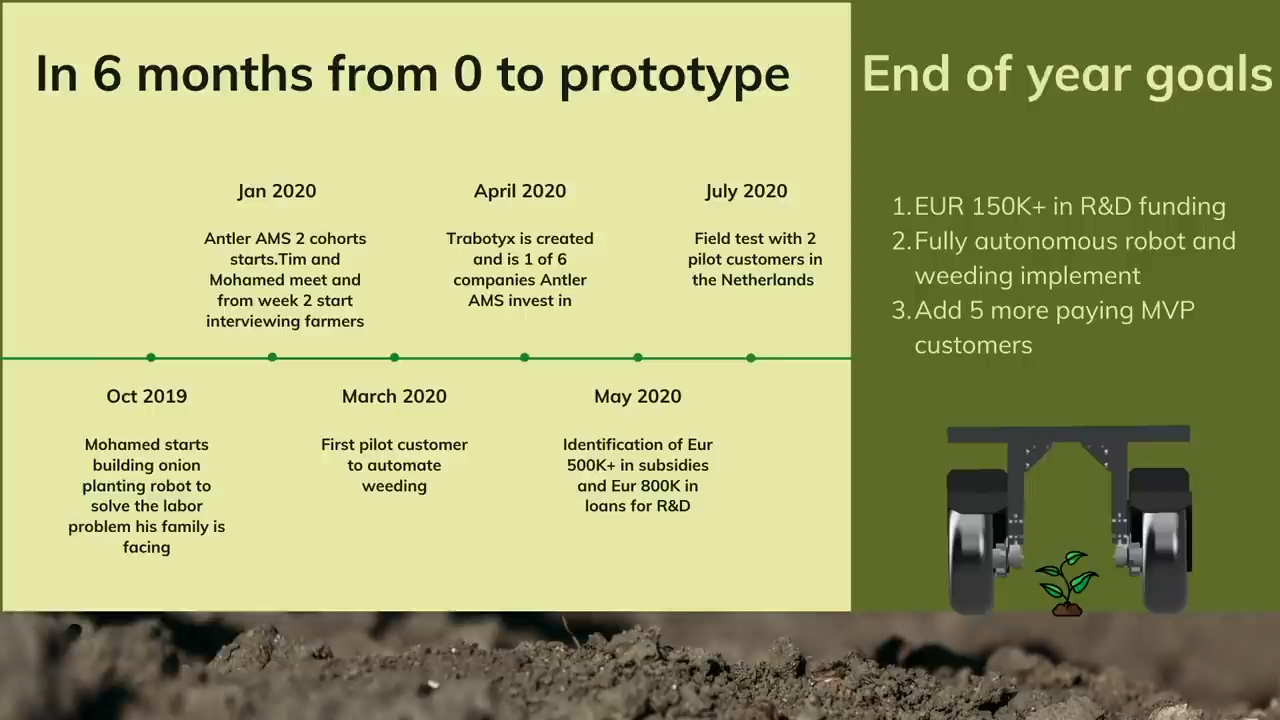 In 6 months from 0 to prototype
End of year goals
Jan 2020
Antler AMS 2 cohorts
starts.Tim and
Mohamed meet and
from week 2 start
interviewing farmers
April 2020
Trabotyx is created
and is 1 of 6
companies Antler
AMS invest in
July 2020
Field test with 2
pilot customers in
the Netherlands
Oct 2019
Mohamed starts
building onion
planting robot to
solve the labor
problem his family is
facing
March 2020
First pilot customer
to automate
weeding
May 2020
Identification of Eur
500K+ in subsidies
and Eur 800K in
loans for R&D
1.EUR 150K+ in R&D funding
2.Fully autonomous robot and
weeding implement
3.Add 5 more paying MVP
customers